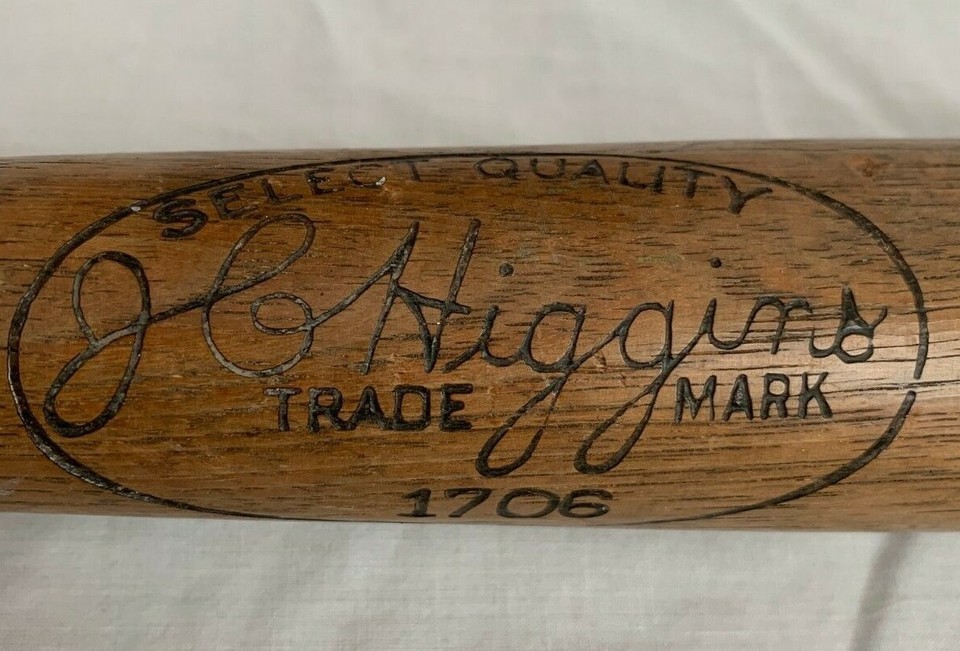 SELECT QUALITY
J.C. Higgins
TRADE MARK
1706